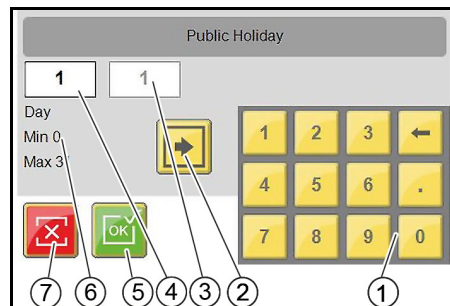 Public Holiday
1 1
Day
Min 0
Max 3
1 2 3 ←
4 5 6 .
7 8 9 0
OK
7 6 5 4 3 2 1